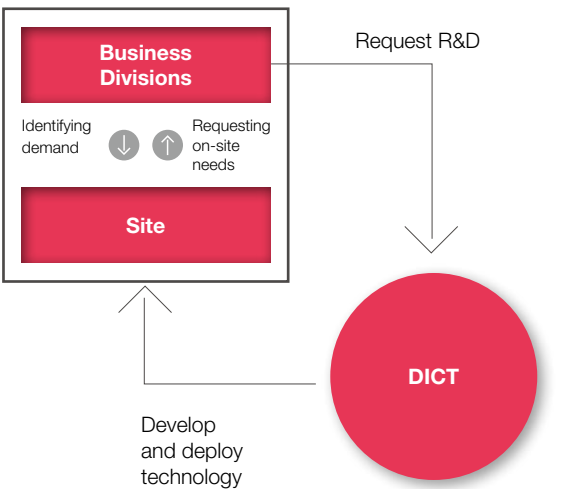 Business
Divisions
Request R&D
Identifying
demand
Requesting
on-site
needs
Site
DICT
Develop
and deploy
technology